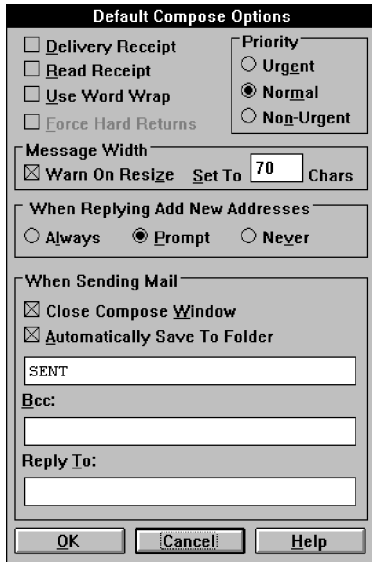 Default Compose Options
Delivery Receipt
Read Receipt
Use Word Wrap
Force Hard Returns
Priority
Urgent
Normal
Non-Urgent
Message Width
Warn On Resize Set To 70 Chars
When Replying Add New Addresses
Always Prompt Never
When Sending Mail
Close Compose Window
Automatically Save To Folder
SENT
Bcc:
Reply To:
OK Cancel Help